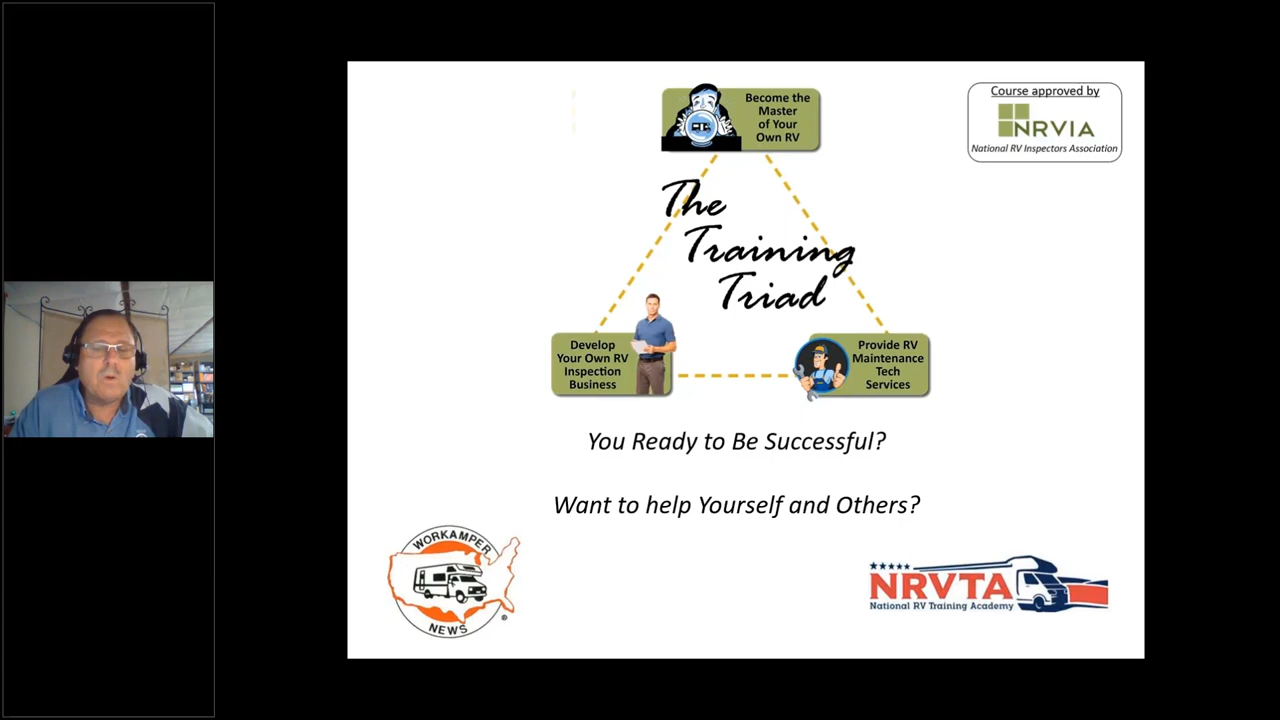 Become the
Master
of Your
Own RV
Course approved by
NRVIA
National RV Inspectors Association
The
Training
Triad
Develop
Your Own RV
Inspection
Business
Provide RV
Maintenance
Tech
Services
You Ready to Be Successful?
Want to help Yourself and Others?
WORKAMPER
NEWS
®
NRVTA
National RV Training Academy